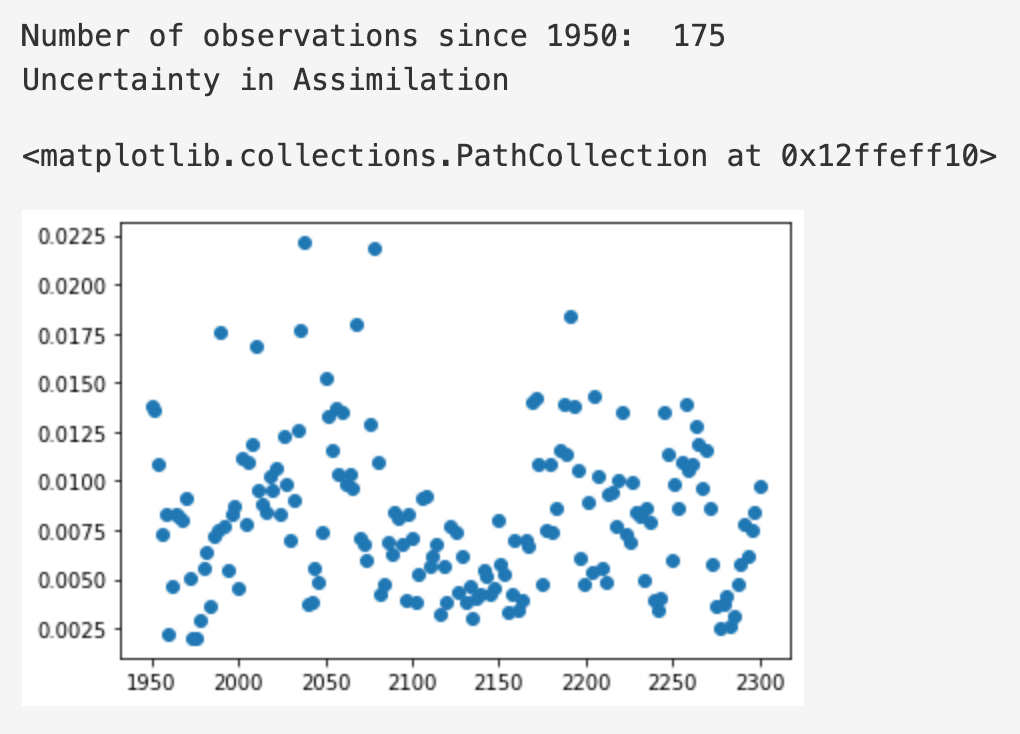 Number of observations since 1950:  175
Uncertainty in Assimilation
<matplotlib.collections.PathCollection at 0x12ffeff10>
0.0225
0.0200
0.0175
0.0150
0.0125
0.0100
0.0075
0.0050
0.0025
1950 2000 2050 2100 2150 2200 2250 2300